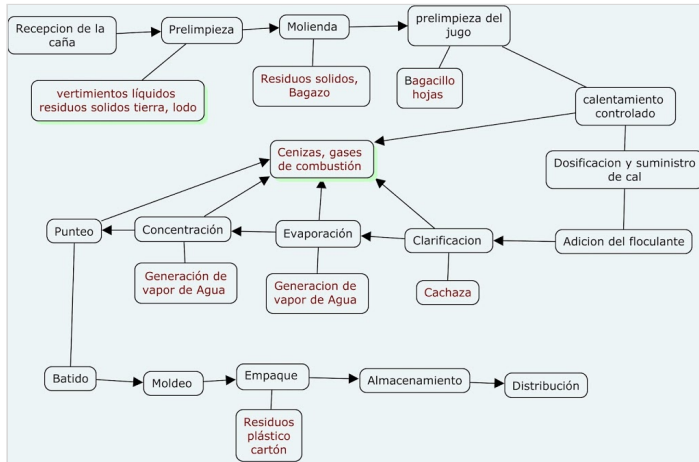 Recepcion de la
caña
Prelimpieza
Molienda
prelimpieza del
jugo
vertimientos líquidos
residuos solidos tierra, lodo
Residuos solidos,
Bagazo
Bagacillo
hojas
calentamiento
controlado
Cenizas, gases
de combustión
Dosificacion y suministro
de cal
Punteo
Concentración
Evaporación
Clarificacion
Adicion del floculante
Generación de
vapor de Agua
Generacion de
vapor de Agua
Cachaza
Batido
Moldeo
Empaque
Almacenamiento
Distribución
Residuos
plástico
cartón